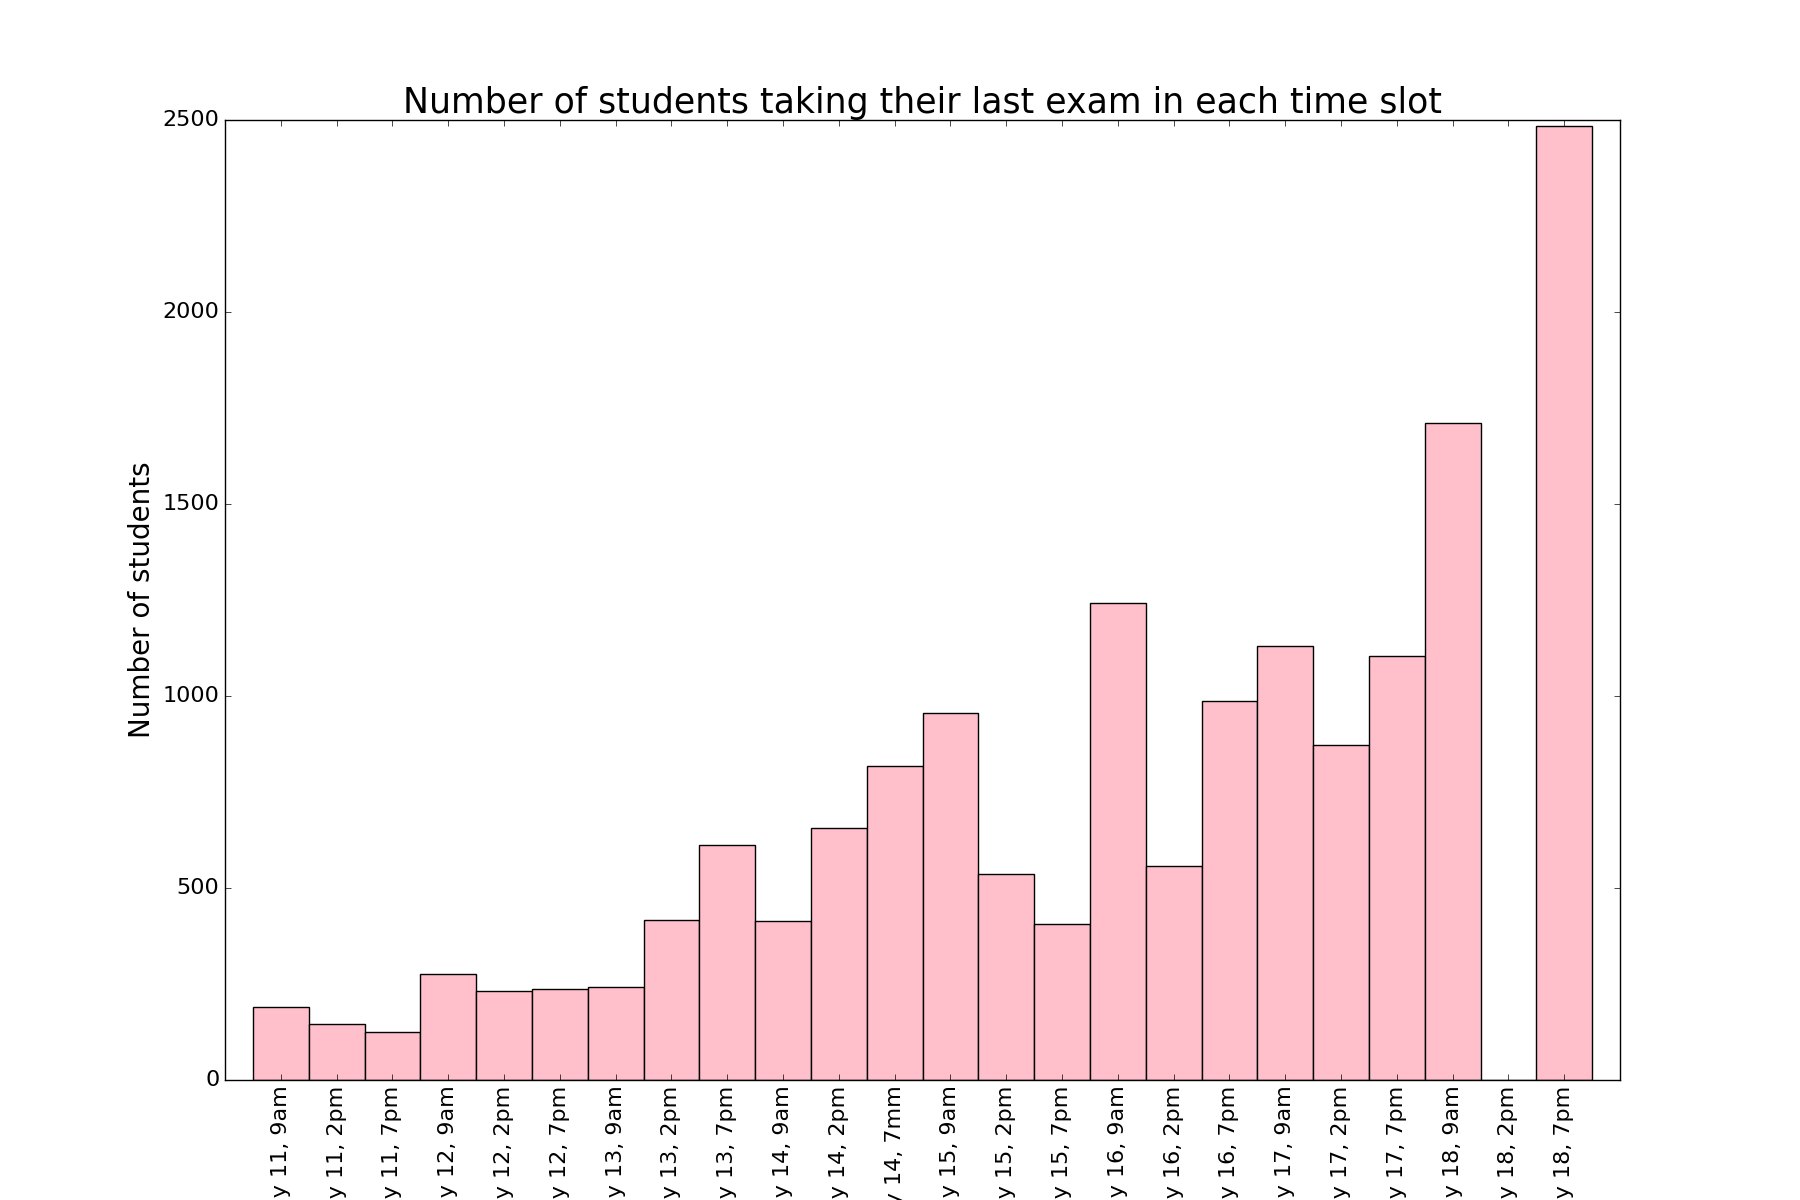 Number of students taking their last exam in each time slot
Number of students
2500
2000
1500
1000
500
0
y 11, 9am
y 11, 2pm
y 11, 7pm
y 12, 9am
y 12, 2pm
y 12, 7pm
y 13, 9am
y 13, 2pm
y 13, 7pm
y 14, 9am
y 14, 2pm
y 14, 7mm
y 15, 9am
y 15, 2pm
y 15, 7pm
y 16, 9am
y 16, 2pm
y 16, 7pm
y 17, 9am
y 17, 2pm
y 17, 7pm
y 18, 9am
y 18, 2pm
y 18, 7pm